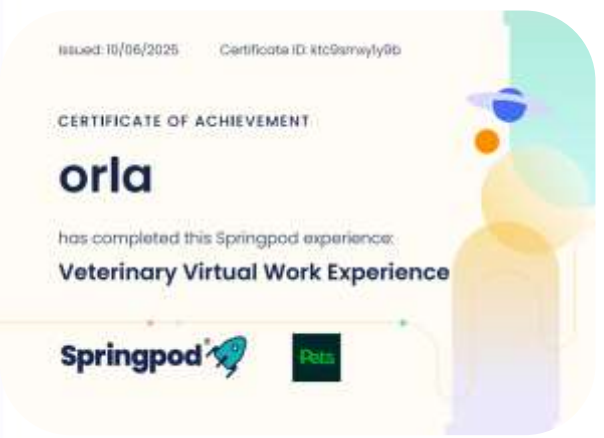 Issued: 10/06/2025 Certificate ID: ktc9smwy1y9b
CERTIFICATE OF ACHIEVEMENT
orla
has completed this Springpod experience:
Veterinary Virtual Work Experience
Springpod
Pets